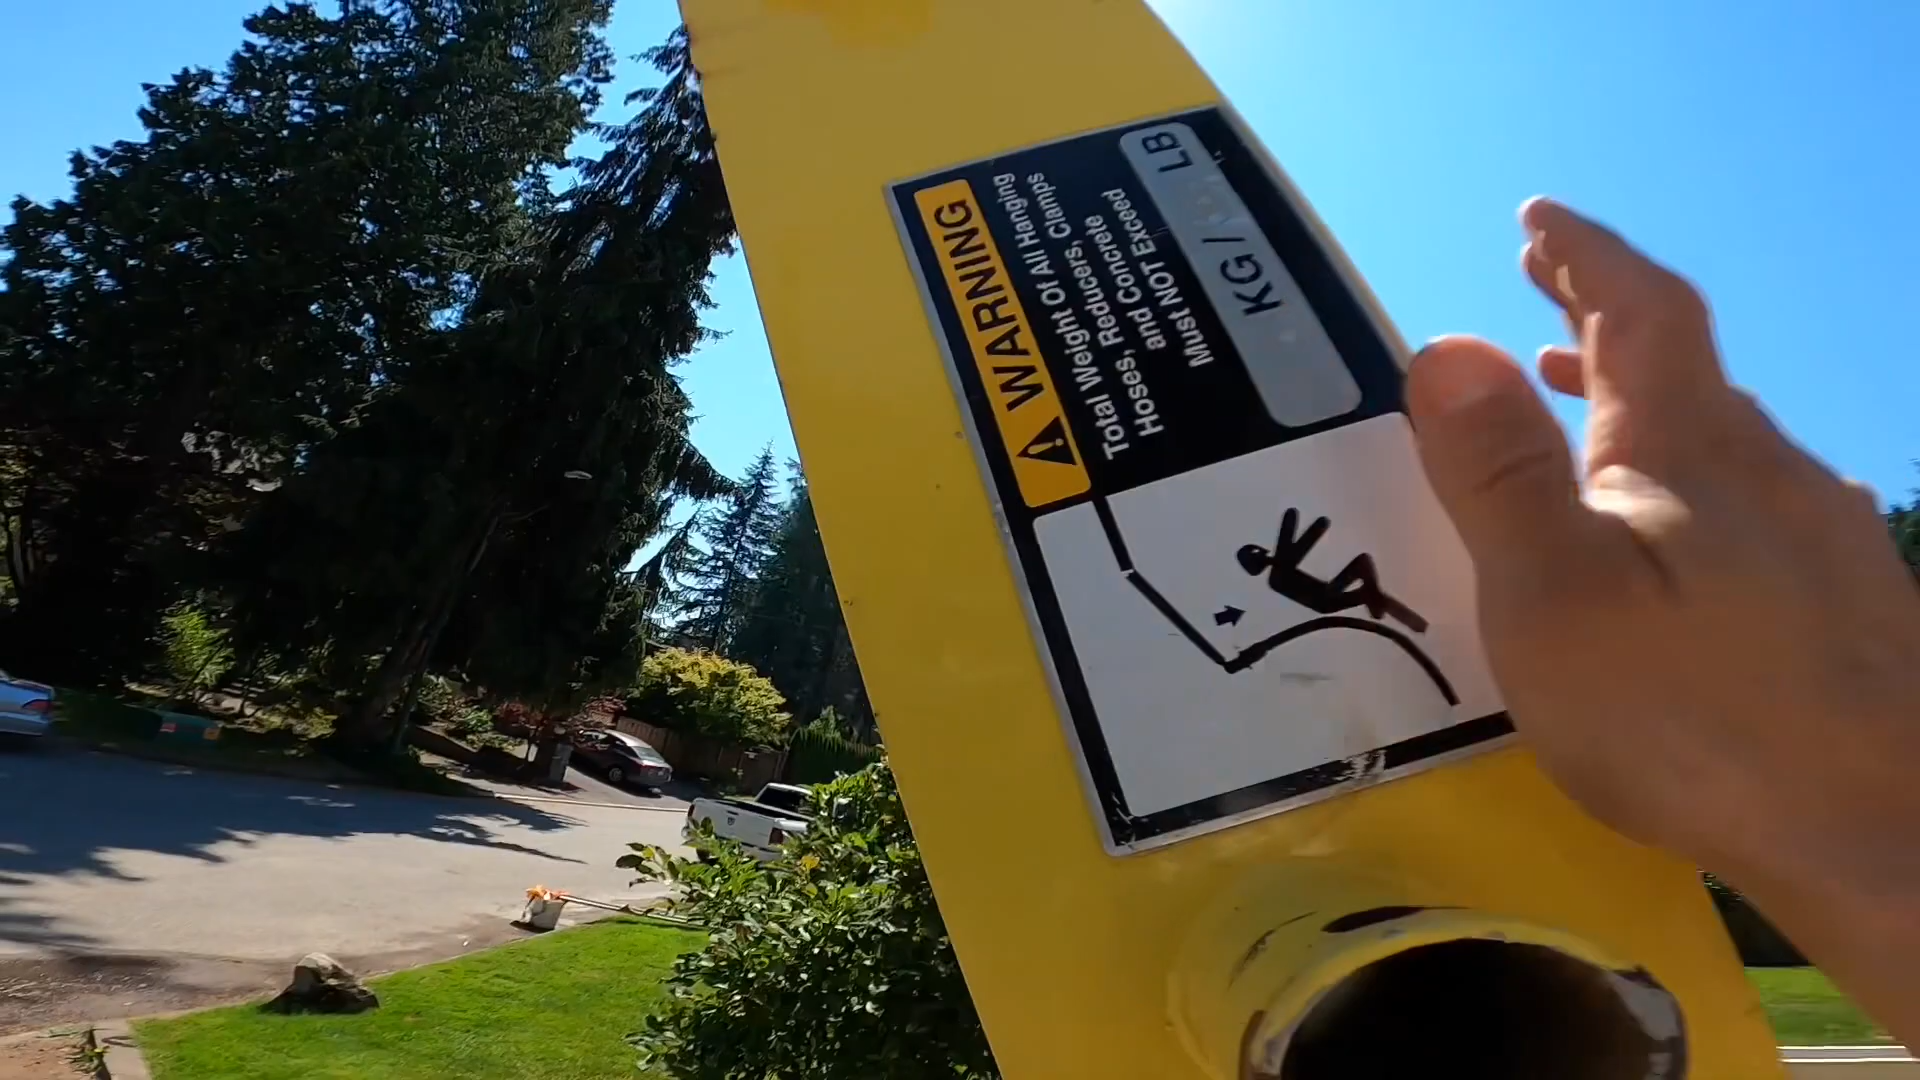 WARNING
Total Weight Of All Hanging
Hoses, Reducers, Clamps
and Concrete
Must NOT Exceed
KG/ LB